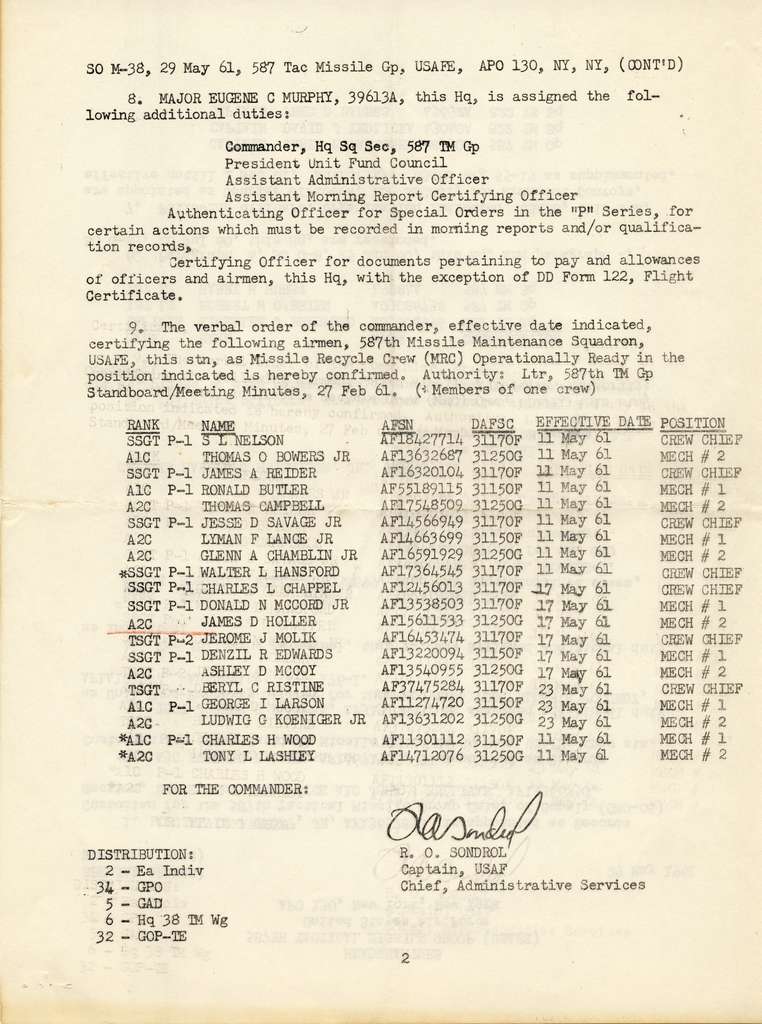 SO M-38, 29 May 61, 587 Tac Missile Gp, USAFE, APO 130, NY, NY, (CONT'D)
8. MAJOR EUGENE C MURPHY, 39613A, this Hq, is assigned the fol-
lowing additional duties:
Commander, Hq Sq Sec, 587 TM Gp
President Unit Fund Council
Assistant Administrative Officer
Assistant Morning Report Certifying Officer
Authenticating Officer for Special Orders in the "P" Series, for
certain actions which must be recorded in morning reports and/or qualifica-
tion records.
Certifying Officer for documents pertaining to pay and allowances
of officers and airmen, this Hq, with the exception of DD Form 122, Flight
Certificate.
9. The verbal order of the commander, effective date indicated,
certifying the following airmen, 587th Missile Maintenance Squadron,
USAFE, this stn, as Missile Recycle Crew (MRC) Operationally Ready in the
position indicated is hereby confirmed. Authority: Ltr, 587th TM Gp
Standboard/Meeting Minutes, 27 Feb 61. (* Members of one crew)
RANK NAME AFSN DAFSC EFFECTIVE DATE POSITION
SSGT P-1 S L NELSON AF18427714 31170F 11 May 61 CREW CHIEF
A1C THOMAS O BOWERS JR AF13632687 31250G 11 May 61 MECH # 2
SSGT P-1 JAMES A REIDER AF16320104 31170F 11 May 61 CREW CHIEF
A1C P-1 RONALD BUTLER AF55189115 31150F 11 May 61 MECH # 1
A2C THOMAS CAMPBELL AF17548509 31250G 11 May 61 MECH # 2
SSGT P-1 JESSE D SAVAGE JR AF14566949 31170F 11 May 61 CREW CHIEF
A2C LYMAN F LANCE JR AF14663699 31150F 11 May 61 MECH # 1
A2C GLENN A CHAMBLIN JR AF16591929 31250G 11 May 61 MECH # 2
*SSGT P-1 WALTER L HANSFORD AF17364545 31170F 11 May 61 CREW CHIEF
SSGT P-1 CHARLES L CHAPPEL AF12456013 31170F 17 May 61 CREW CHIEF
SSGT P-1 DONALD N MCCORD JR AF13538503 31170F 17 May 61 MECH # 1
A2C JAMES D HOLLER AF15611533 31250G 17 May 61 MECH # 2
TSGT P-2 JEROME J MOLIK AF16453474 31170F 17 May 61 CREW CHIEF
SSGT P-1 DENZIL R EDWARDS AF13220094 31150F 17 May 61 MECH # 1
A2C ASHLEY D MCCOY AF13540955 31250G 17 May 61 MECH # 2
TSGT BERYL C RISTINE AF37475284 31170F 23 May 61 CREW CHIEF
A1C P-1 GEORGE I LARSON AF11274720 31150F 23 May 61 MECH # 1
A2C LUDWIG G KOENIGER JR AF13631202 31250G 23 May 61 MECH # 2
*A1C P-1 CHARLES H WOOD AF11301112 31150F 11 May 61 MECH # 1
*A2C TONY L LASHLEY AF14712076 31250G 11 May 61 MECH # 2
FOR THE COMMANDER:
R. O. SONDROL
Captain, USAF
Chief, Administrative Services
DISTRIBUTION:
2 - Ea Indiv
34 - GPO
5 - GAD
6 - Hq 38 TM Wg
32 - GOP-TE
2